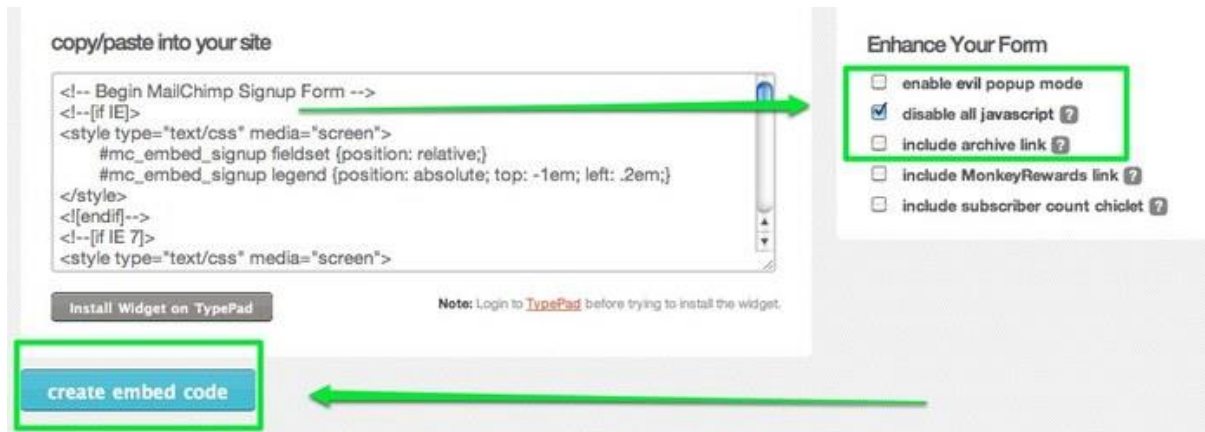 copy/paste into your site
<!-- Begin MailChimp Signup Form -->
<!--[if IE]>
<style type="text/css" media="screen">
#mc_embed_signup fieldset {position: relative;}
#mc_embed_signup legend {position: absolute; top: -1em; left: .2em;}
</style>
<![endif]-->
<!--[if IE 7]>
<style type="text/css" media="screen">
Install Widget on TypePad
Note: Login to TypePad before trying to install the widget.
create embed code
Enhance Your Form
enable evil popup mode
disable all javascript ?
include archive link ?
include MonkeyRewards link ?
include subscriber count chiclet ?